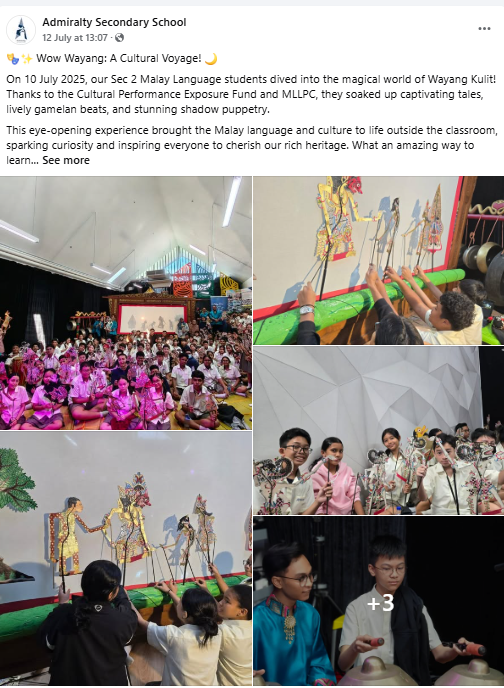 Admiralty Secondary School
12 July at 13:07 ·
🎭✨ Wow Wayang: A Cultural Voyage! 🌙
On 10 July 2025, our Sec 2 Malay Language students dived into the magical world of Wayang Kulit!
Thanks to the Cultural Performance Exposure Fund and MLLPC, they soaked up captivating tales,
lively gamelan beats, and stunning shadow puppetry.
This eye-opening experience brought the Malay language and culture to life outside the classroom,
sparking curiosity and inspiring everyone to cherish our rich heritage. What an amazing way to
learn... See more
+3